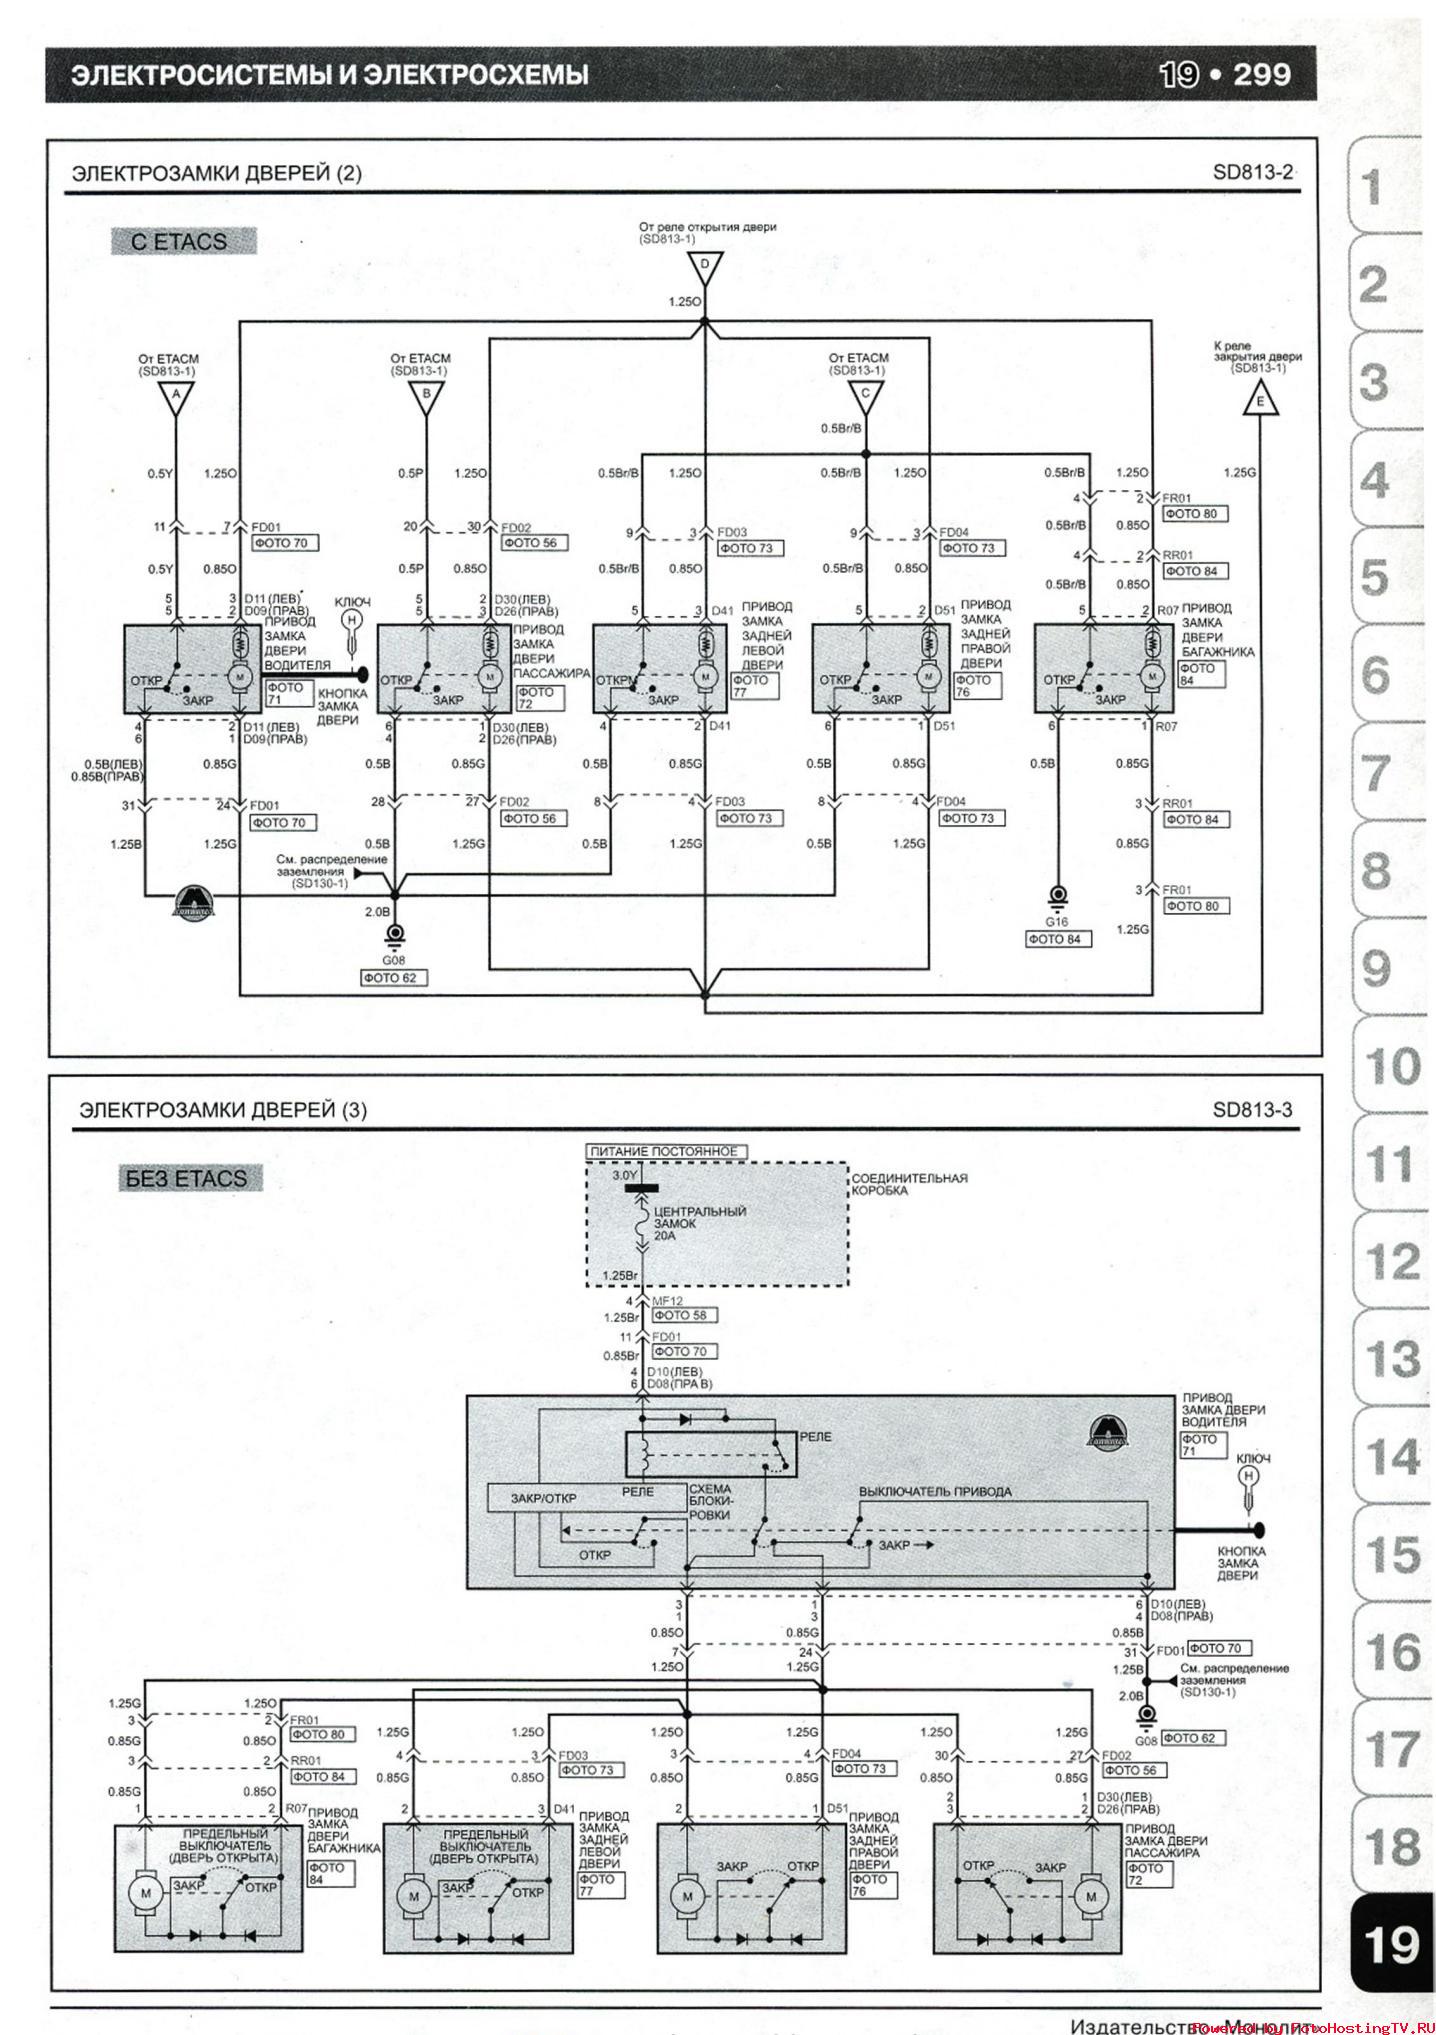 ЭЛЕКТРОСИСТЕМЫ И ЭЛЕКТРОСХЕМЫ
19 • 299
ЭЛЕКТРОЗАМКИ ДВЕРЕЙ (2)
SD813-2
С ETACS
От реле открытия двери
(SD813-1)
D
1.25O
От ETACM
(SD813-1)
A
От ETACM
(SD813-1)
B
От ETACM
(SD813-1)
C
К реле
закрытия двери
(SD813-1)
E
0.5Br/B
0.5Y 1.25O 0.5P 1.25O 0.5Br/B 1.25O 0.5Br/B 1.25O 0.5Br/B 1.25O 1.25G
4 2 FR01
ФОТО 80
11 7 FD01
ФОТО 70
20 30 FD02
ФОТО 56
9 3 FD03
ФОТО 73
9 3 FD04
ФОТО 73
0.5Br/B 0.85O
4 2 RR01
ФОТО 84
0.5Y 0.85O 0.5P 0.85O 0.5Br/B 0.85O 0.5Br/B 0.85O 0.5Br/B 0.85O
5 3 D11(ЛЕВ)
5 2 D09(ПРАВ)
ПРИВОД
ЗАМКА
ДВЕРИ
ВОДИТЕЛЯ
ФОТО
71
КЛЮЧ
H
КНОПКА
ЗАМКА
ДВЕРИ
5 2 D30(ЛЕВ)
5 3 D26(ПРАВ)
ПРИВОД
ЗАМКА
ДВЕРИ
ПАССАЖИРА
ФОТО
72
5 3 D41
ПРИВОД
ЗАМКА
ЗАДНЕЙ
ЛЕВОЙ
ДВЕРИ
ФОТО
77
5 2 D51
ПРИВОД
ЗАМКА
ЗАДНЕЙ
ПРАВОЙ
ДВЕРИ
ФОТО
76
5 2 R07
ПРИВОД
ЗАМКА
ДВЕРИ
БАГАЖНИКА
ФОТО
84
ОТКР ЗАКР M
ОТКР ЗАКР M
ОТКРМ ЗАКР M
ОТКР ЗАКР M
ОТКР ЗАКР M
4 2 D11(ЛЕВ)
6 1 D09(ПРАВ)
6 1 D30(ЛЕВ)
4 2 D26(ПРАВ)
4 2 D41
6 1 D51
6 1 R07
0.5B(ЛЕВ)
0.85B(ПРАВ)
0.85G 0.5B 0.85G 0.5B 0.85G 0.5B 0.85G 0.5B 0.85G
31 24 FD01
ФОТО 70
28 27 FD02
ФОТО 56
8 4 FD03
ФОТО 73
8 4 FD04
ФОТО 73
3 RR01
ФОТО 84
1.25B 1.25G 0.5B 1.25G 0.5B 1.25G 0.5B 1.25G 0.85G
См. распределение
заземления
(SD130-1)
2.0B
G08
ФОТО 62
G16
ФОТО 84
3 FR01
ФОТО 80
1.25G
ЭЛЕКТРОЗАМКИ ДВЕРЕЙ (3)
SD813-3
БЕЗ ETACS
ПИТАНИЕ ПОСТОЯННОЕ
3.0Y
СОЕДИНИТЕЛЬНАЯ
КОРОБКА
ЦЕНТРАЛЬНЫЙ
ЗАМОК
20A
1.25Br
4 MF12
ФОТО 58
1.25Br
11 FD01
ФОТО 70
0.85Br
4 D10(ЛЕВ)
6 D08(ПРАВ)
ПРИВОД
ЗАМКА ДВЕРИ
ВОДИТЕЛЯ
ФОТО
71
КЛЮЧ
H
КНОПКА
ЗАМКА
ДВЕРИ
РЕЛЕ
ЗАКР/ОТКР
РЕЛЕ
СХЕМА
БЛОКИ-
РОВКИ
ВЫКЛЮЧАТЕЛЬ ПРИВОДА
ОТКР
ЗАКР
3 1 6 D10(ЛЕВ)
1 3 4 D08(ПРАВ)
0.85O 0.85G 0.85B
7 24 31 FD01
ФОТО 70
1.25O 1.25G 1.25B
См. распределение
заземления
(SD130-1)
2.0B
G08
ФОТО 62
1.25G 1.25O
3 2 FR01
ФОТО 80
0.85G 0.85O
3 2 RR01
ФОТО 84
0.85G 0.85O
1 2 R07
ПРИВОД
ЗАМКА
ДВЕРИ
БАГАЖНИКА
ФОТО
84
1.25G 1.25O
4 3 FD03
ФОТО 73
0.85G 0.85O
2 3 D41
ПРИВОД
ЗАМКА
ЗАДНЕЙ
ЛЕВОЙ
ДВЕРИ
ФОТО
77
1.25O 1.25G
3 4 FD04
ФОТО 73
0.85O 0.85G
2 1 D51
ПРИВОД
ЗАМКА
ЗАДНЕЙ
ПРАВОЙ
ДВЕРИ
ФОТО
76
1.25O 1.25G
30 27 FD02
ФОТО 56
0.85O 0.85G
2 1 D30(ЛЕВ)
3 2 D26(ПРАВ)
ПРИВОД
ЗАМКА ДВЕРИ
ПАССАЖИРА
ФОТО
72
ПРЕДЕЛЬНЫЙ
ВЫКЛЮЧАТЕЛЬ
(ДВЕРЬ ОТКРЫТА)
M ЗАКР ОТКР
ПРЕДЕЛЬНЫЙ
ВЫКЛЮЧАТЕЛЬ
(ДВЕРЬ ОТКРЫТА)
M ЗАКР ОТКР
M ЗАКР ОТКР
ОТКР ЗАКР M
1
2
3
4
5
6
7
8
9
10
11
12
13
14
15
16
17
18
19
Издательство «Монолит»
Powered by FotoHostingTV.RU